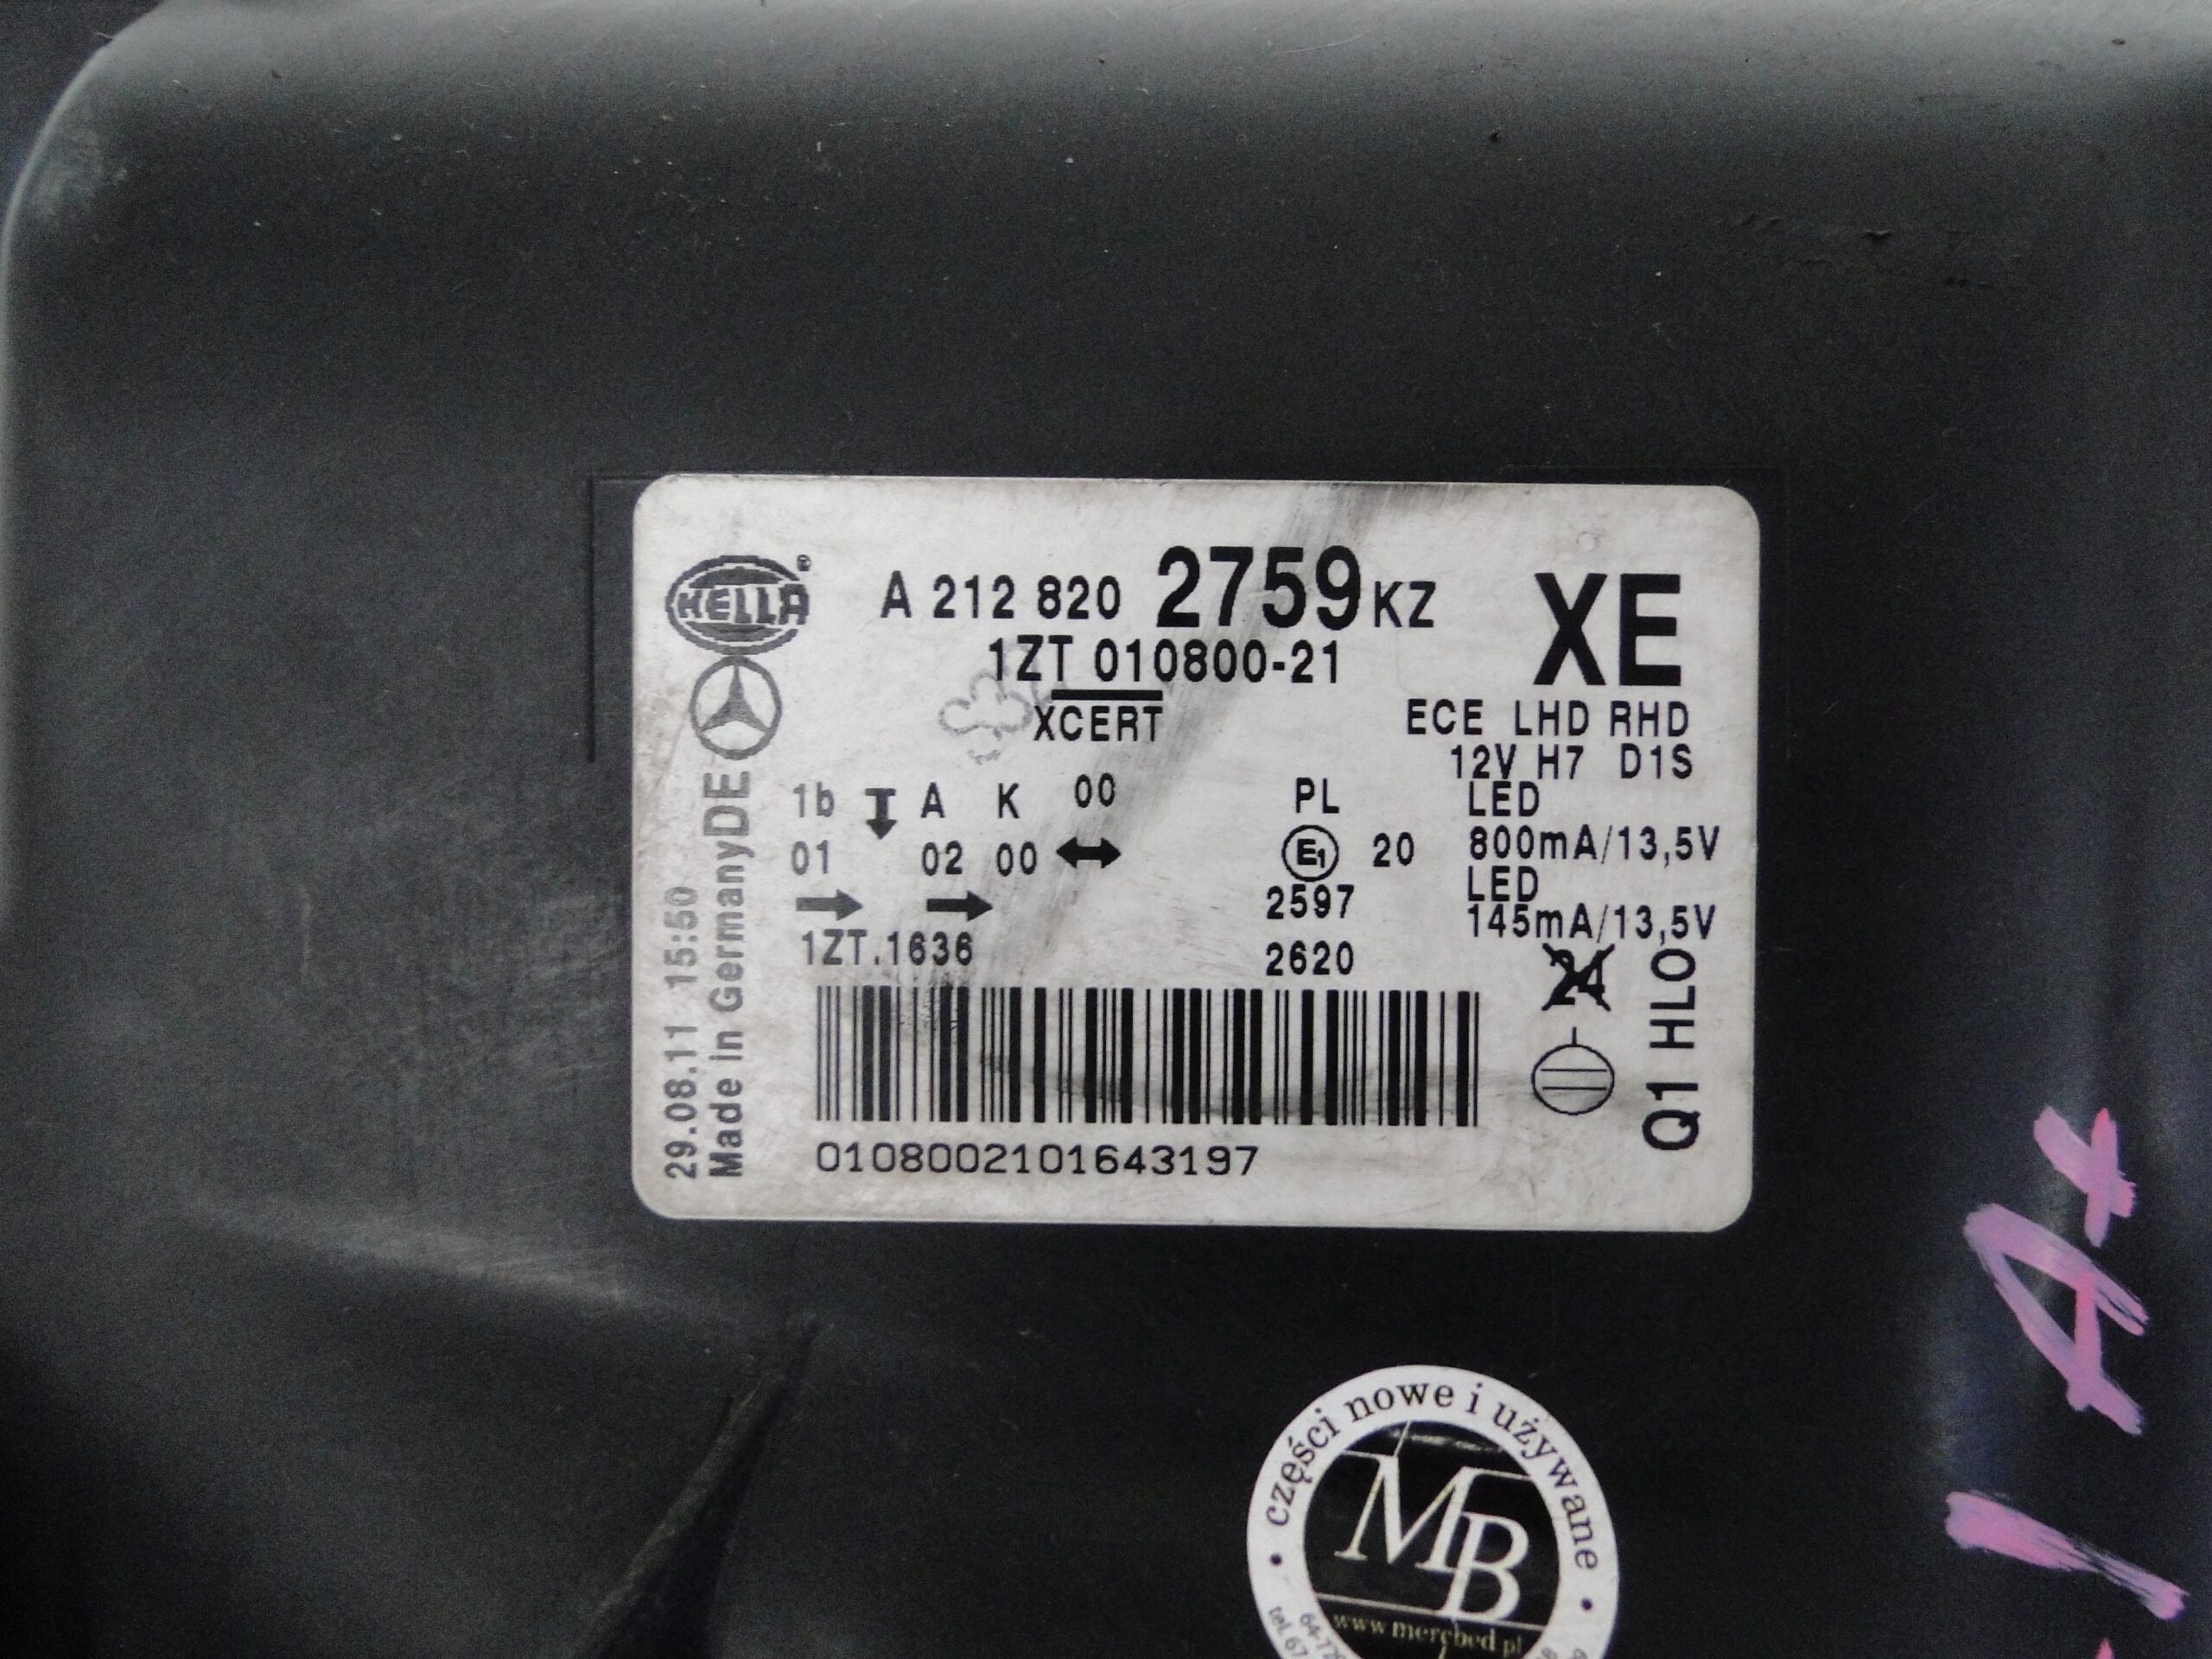 HELLA
A 212 820 2759 KZ
XE
1ZT 010800-21
XCERT
ECE LHD RHD
12V H7 D1S
1b A K 00
PL
LED
01 02 00
E1 20
800mA/13,5V
LED
2597
145mA/13,5V
1ZT.1636
2620
24
Q1 HLO
29.08.11 15:50
Made in Germany DE
0108002101643197
A+
części nowe i używane
MB
www.mercbed.pl